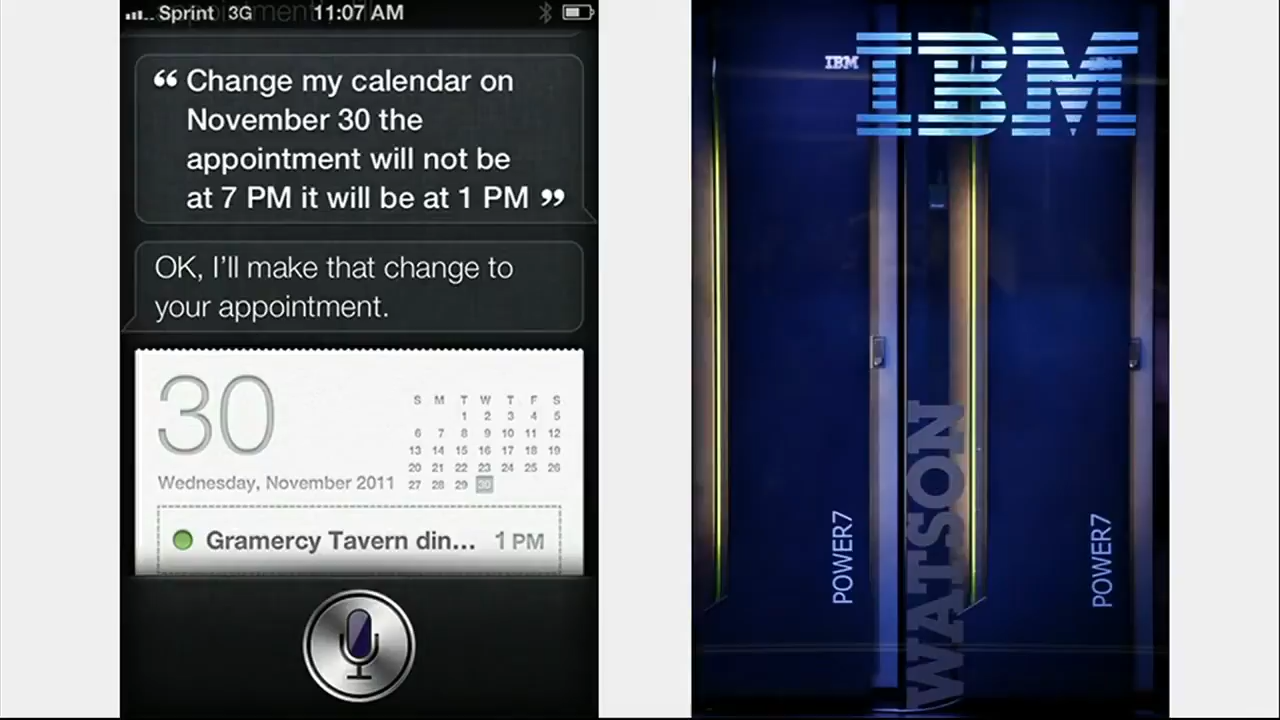 Sprint 3G 11:07 AM
“ Change my calendar on
November 30 the
appointment will not be
at 7 PM it will be at 1 PM ”
OK, I’ll make that change to
your appointment.
30
S M T W T F S
1 2 3 4 5
6 7 8 9 10 11 12
13 14 15 16 17 18 19
20 21 22 23 24 25 26
27 28 29 30
Wednesday, November 2011
Gramercy Tavern din... 1 PM
IBM
IBM
WATSON
POWER7
POWER7